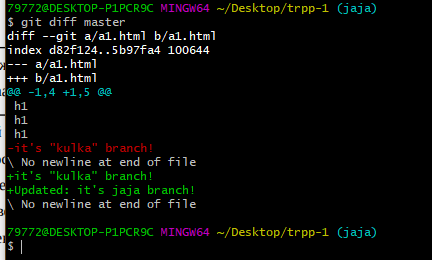 79772@DESKTOP-P1PCR9C MINGW64 ~/Desktop/trpp-1 (jaja)
$ git diff master
diff --git a/a1.html b/a1.html
index d82f124..5b97fa4 100644
--- a/a1.html
+++ b/a1.html
@@ -1,4 +1,5 @@
 h1
 h1
 h1
-it's "kulka" branch!
\ No newline at end of file
+it's "kulka" branch!
+Updated: it's jaja branch!
\ No newline at end of file
79772@DESKTOP-P1PCR9C MINGW64 ~/Desktop/trpp-1 (jaja)
$